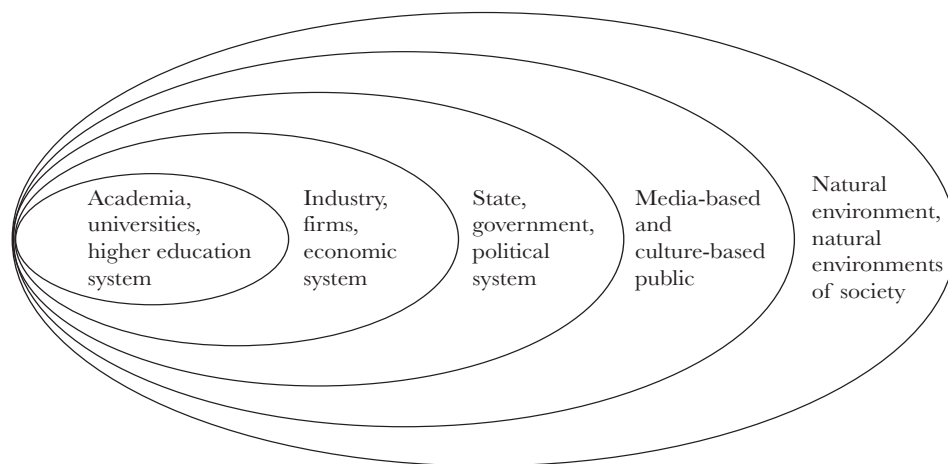 Academia,
universities,
higher education
system
Industry,
firms,
economic
system
State,
government,
political
system
Media-based
and
culture-based
public
Natural
environment,
natural
environments
of society